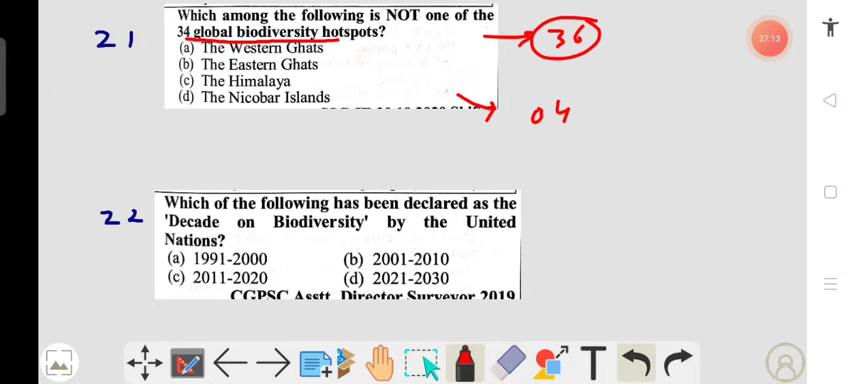 21
Which among the following is NOT one of the
34 global biodiversity hotspots?
36
(a) The Western Ghats
(b) The Eastern Ghats
(c) The Himalaya
(d) The Nicobar Islands
04
22
Which of the following has been declared as the
'Decade on Biodiversity' by the United
Nations?
(a) 1991-2000 (b) 2001-2010
(c) 2011-2020 (d) 2021-2030
CGPSC Asstt. Director Surveyor 2019
27:13
T